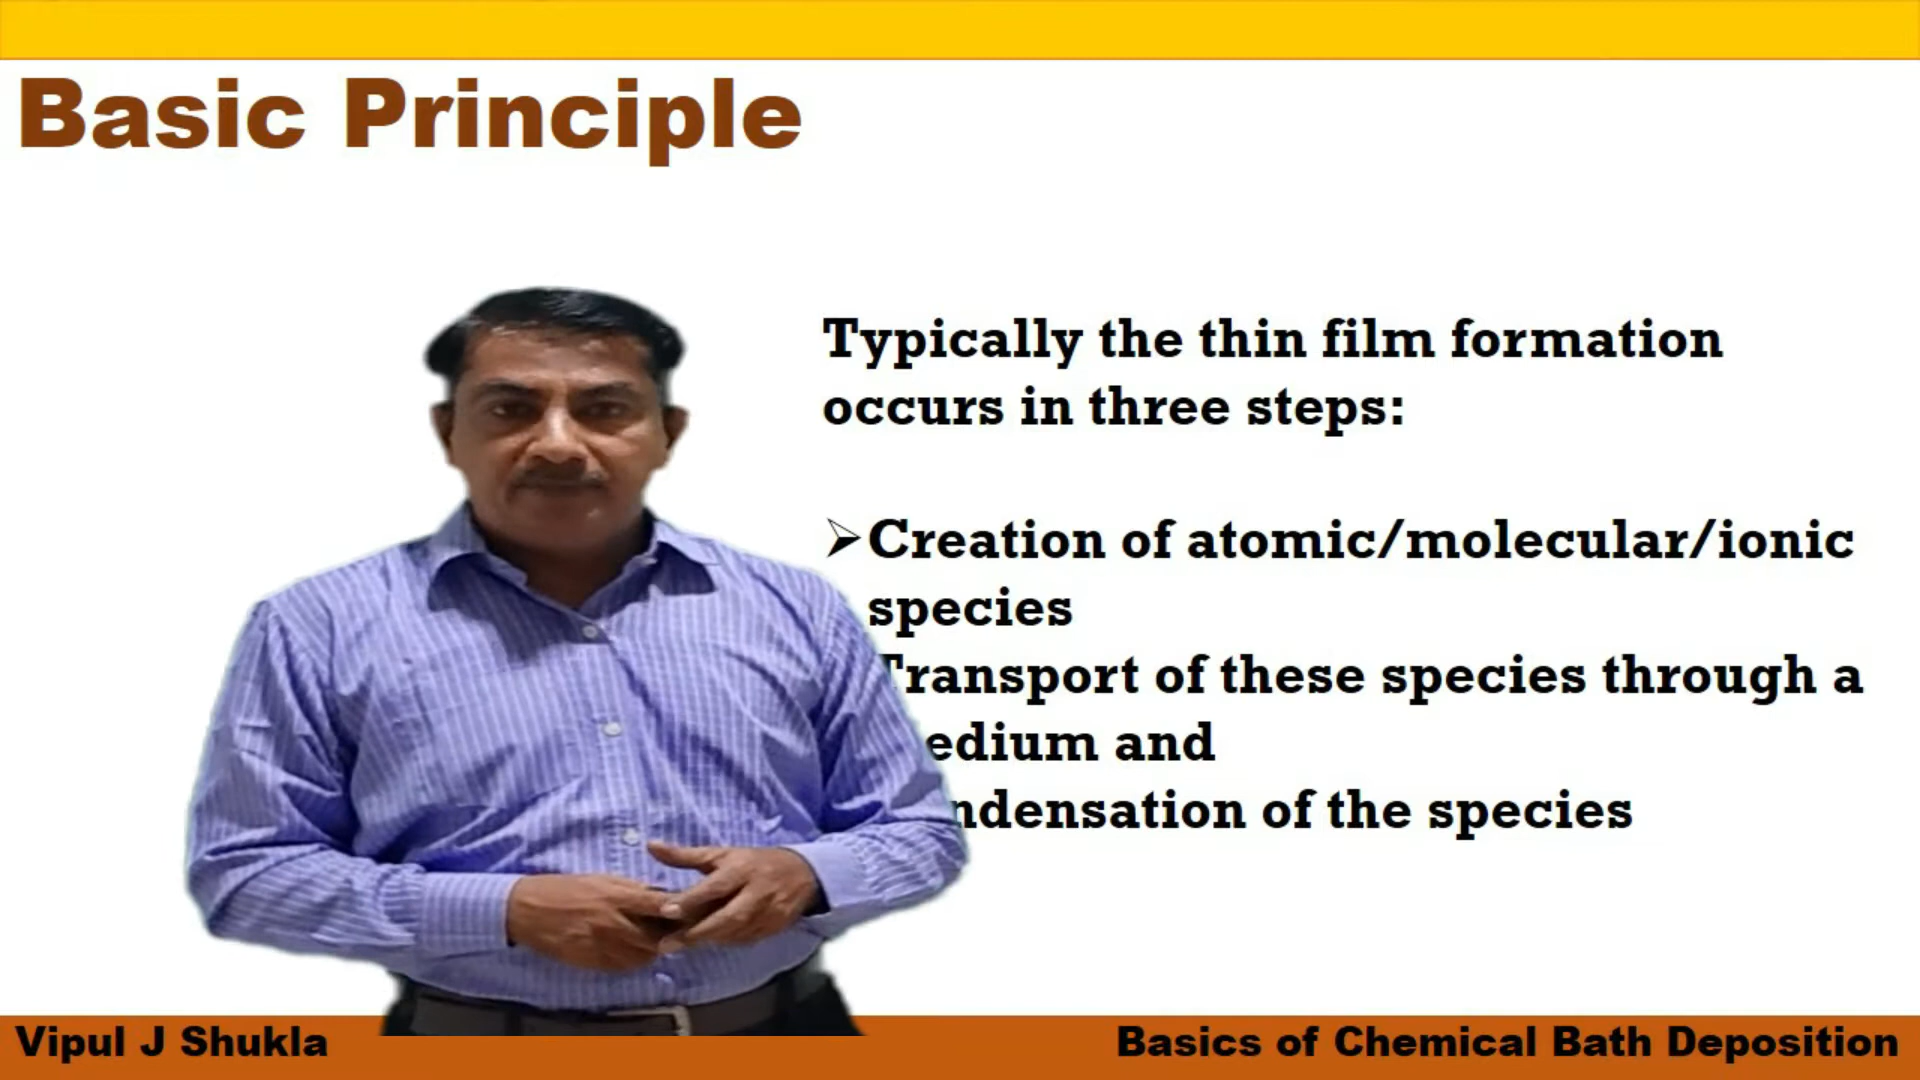 Basic Principle
Typically the thin film formation
occurs in three steps:
➢Creation of atomic/molecular/ionic
species
Transport of these species through a
edium and
ndensation of the species
Vipul J Shukla
Basics of Chemical Bath Deposition